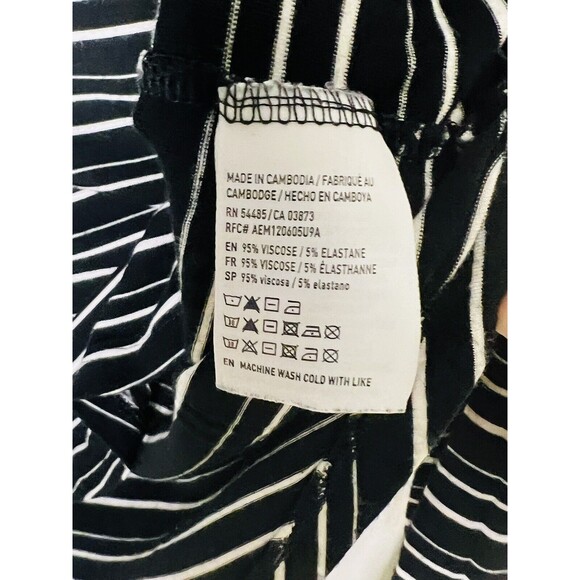 MADE IN CAMBODIA / FABRIQUÉ AU
CAMBODGE / HECHO EN CAMBOYA
RN 54485/CA 03873
RFC# AEM120605U9A
EN 95% VISCOSE / 5% ELASTANE
FR 95% VISCOSE / 5% ÉLASTHANNE
SP 95% viscosa / 5% elastano
EN MACHINE WASH COLD WITH LIKE